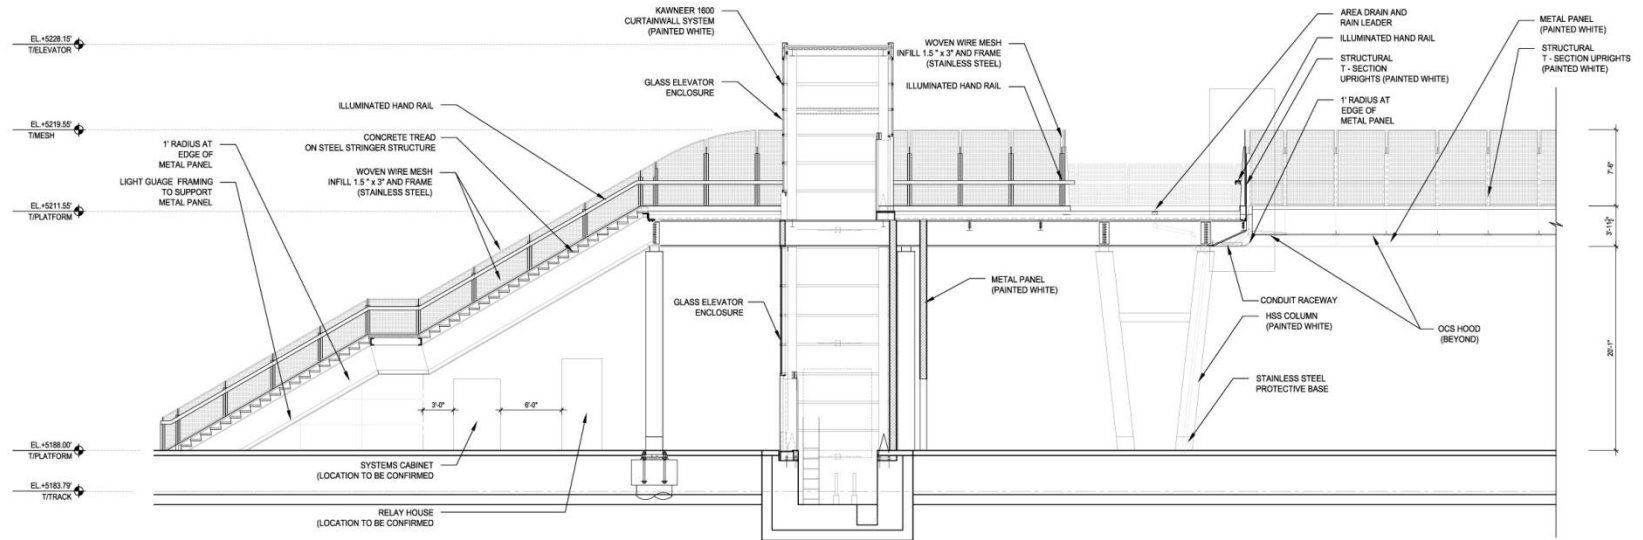 EL.+5228.15'
T/ELEVATOR
EL.+5219.55'
T/MESH
EL.+5211.55'
T/PLATFORM
EL.+5188.00'
T/PLATFORM
EL.+5183.79'
T/TRACK
1' RADIUS AT
EDGE OF
METAL PANEL
LIGHT GUAGE FRAMING
TO SUPPORT
METAL PANEL
ILLUMINATED HAND RAIL
CONCRETE TREAD
ON STEEL STRINGER STRUCTURE
WOVEN WIRE MESH
INFILL 1.5 " x 3" AND FRAME
(STAINLESS STEEL)
KAWNEER 1600
CURTAINWALL SYSTEM
(PAINTED WHITE)
GLASS ELEVATOR
ENCLOSURE
WOVEN WIRE MESH
INFILL 1.5 " x 3" AND FRAME
(STAINLESS STEEL)
ILLUMINATED HAND RAIL
AREA DRAIN AND
RAIN LEADER
ILLUMINATED HAND RAIL
STRUCTURAL
T - SECTION
UPRIGHTS (PAINTED WHITE)
1' RADIUS AT
EDGE OF
METAL PANEL
METAL PANEL
(PAINTED WHITE)
STRUCTURAL
T - SECTION UPRIGHTS
(PAINTED WHITE)
7'-6"
3'-11½"
20'-1"
GLASS ELEVATOR
ENCLOSURE
METAL PANEL
(PAINTED WHITE)
CONDUIT RACEWAY
HSS COLUMN
(PAINTED WHITE)
OCS HOOD
(BEYOND)
STAINLESS STEEL
PROTECTIVE BASE
3'-0"
6'-0"
SYSTEMS CABINET
(LOCATION TO BE CONFIRMED
RELAY HOUSE
(LOCATION TO BE CONFIRMED